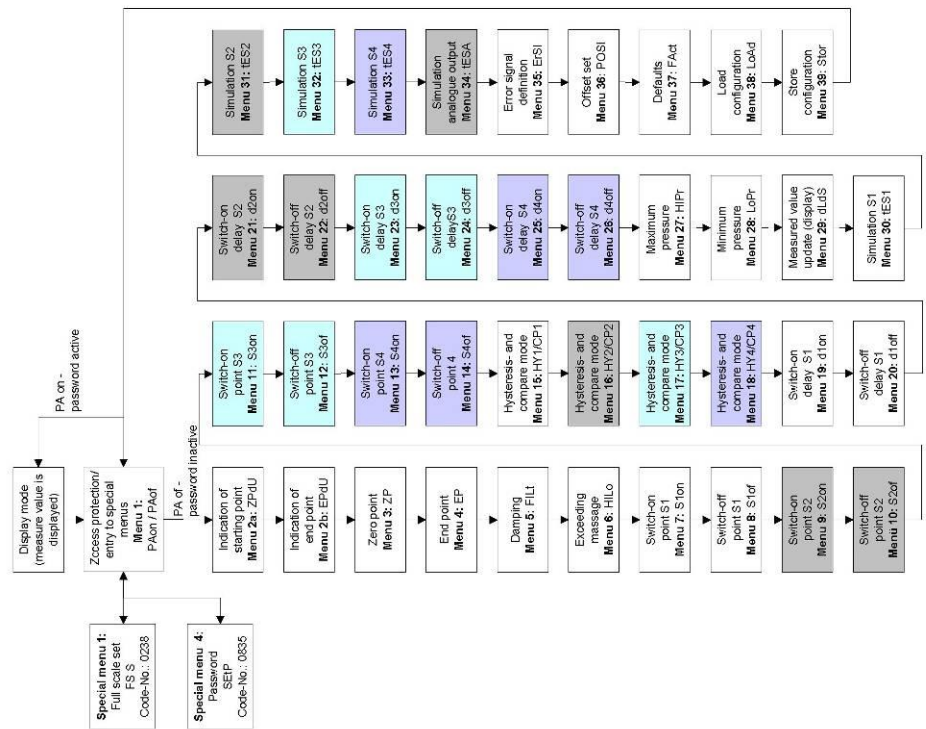 Display mode
(measure value is
displayed)
PA on -
password active
Zccess protection/
entry to special
menus
Menu 1:
PAon / PAof
PA of -
password inactive
Special menu 1:
Full scale set
FS S
Code-No.: 0238
Special menu 4:
Password
SEtP
Code-No.: 0835
Indication of
starting point
Menu 2a: ZPdU
Indication of
end point
Menu 2b: EPdU
Zero point
Menu 3: ZP
End point
Menu 4: EP
Damping
Menu 5: FILt
Exceeding
massage
Menu 6: HILo
Switch-on
point S1
Menu 7: S1on
Switch-off
point S1
Menu 8: S1of
Switch-on
point S2
Menu 9: S2on
Switch-off
point S2
Menu 10: S2of
Switch-on
point S3
Menu 11: S3on
Switch-off
point S3
Menu 12: S3of
Switch-on
point S4
Menu 13: S4on
Switch-off
point 4
Menu 14: S4of
Hysteresis- and
compare mode
Menu 15: HY1/CP1
Hysteresis- and
compare mode
Menu 16: HY2/CP2
Hysteresis- and
compare mode
Menu 17: HY3/CP3
Hysteresis- and
compare mode
Menu 18: HY4/CP4
Switch-on
delay S1
Menu 19: d1on
Switch-off
delay S1
Menu 20: d1off
Switch-on
delay S2
Menu 21: d2on
Switch-off
delay S2
Menu 22: d2off
Switch-on
delay S3
Menu 23: d3on
Switch-off
delayS3
Menu 24: d3off
Switch-on
delay S4
Menu 25: d4on
Switch-off
delay S4
Menu 26: d4off
Maximum
pressure
Menu 27: HIPr
Minimum
pressure
Menu 28: LoPr
Measured value
update (display)
Menu 29: dLdS
Simulation S1
Menu 30: tES1
Simulation S2
Menu 31: tES2
Simulation S3
Menu 32: tES3
Simulation S4
Menu 33: tES4
Simulation
analogue output
Menu 34: tESA
Error signal
definition
Menu 35: ErSI
Offset set
Menu 36: POSI
Defaults
Menu 37: FAct
Load
configuration
Menu 38: LoAd
Store
configuration
Menu 39: Stor